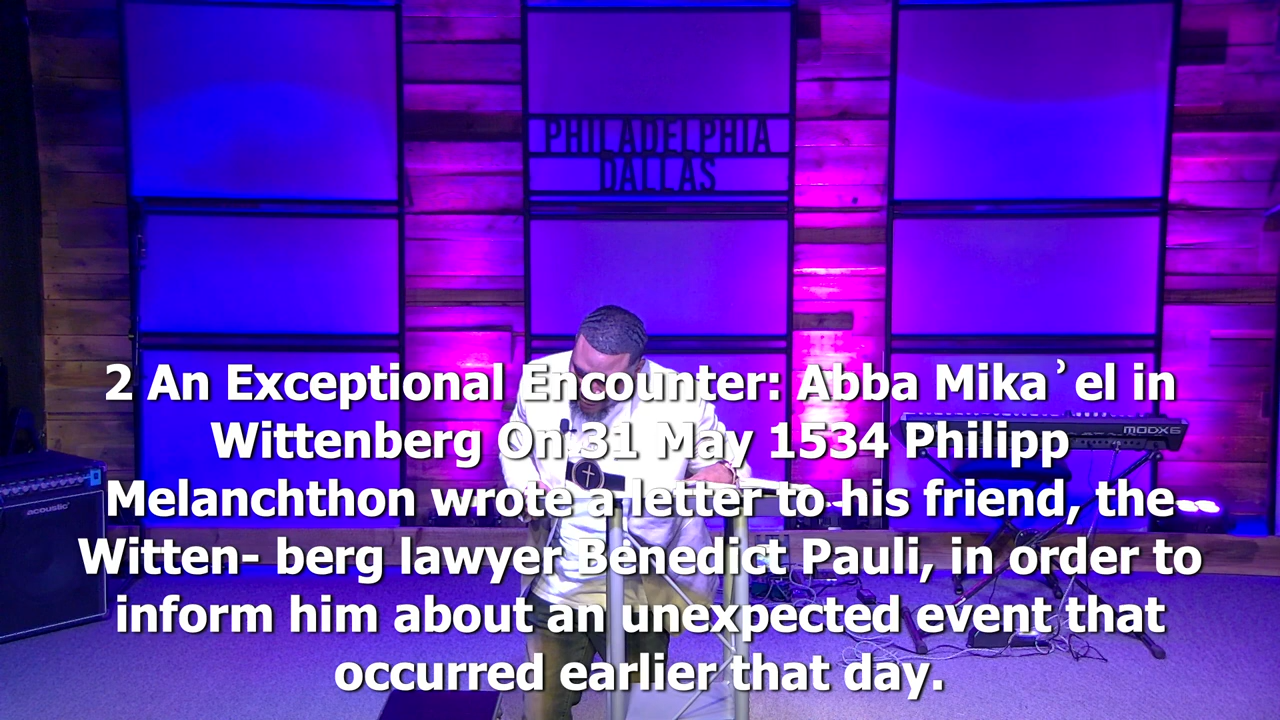 PHILADELPHIA
DALLAS
2 An Exceptional Encounter: Abba Mikaʾel in
Wittenberg On 31 May 1534 Philipp
Melanchthon wrote a letter to his friend, the
Witten- berg lawyer Benedict Pauli, in order to
inform him about an unexpected event that
occurred earlier that day.
MODX6
acoustic